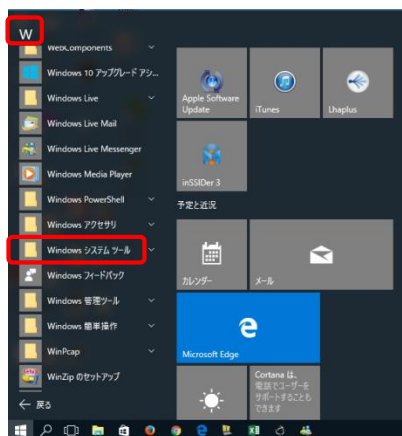 W
WebComponents
Windows 10 アップグレード アシ...
Windows Live
Windows Live Mail
Windows Live Messenger
Windows Media Player
Windows PowerShell
Windows アクセサリ
Windows システム ツール
Windows フィードバック
Windows 管理ツール
Windows 簡単操作
WinPcap
WinZip のセットアップ
戻る
Apple Software
Update
iTunes
Lhaplus
inSSIDer 3
予定と近況
カレンダー
メール
Microsoft Edge
Cortana は、
電話でユーザーを
サポートすることも
できます